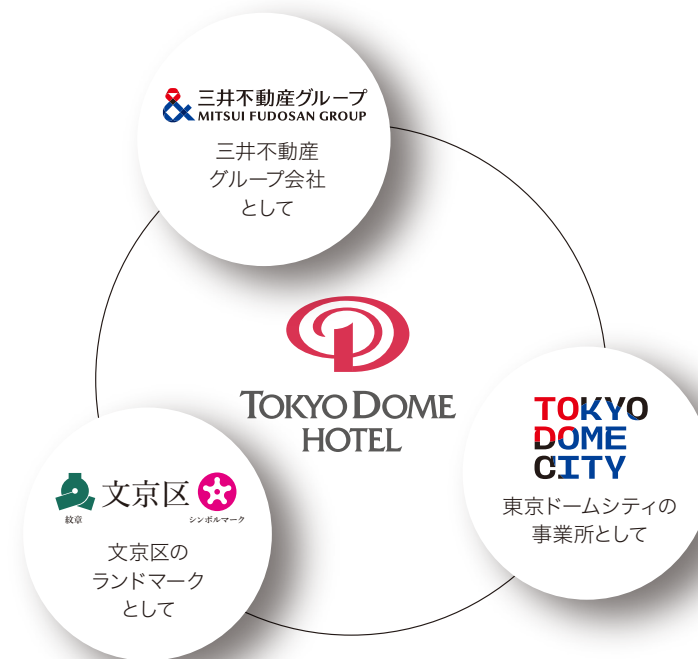 三井不動産グループ
MITSUI FUDOSAN GROUP
三井不動産
グループ会社
として
TOKYO DOME
HOTEL
TOKYO
DOME
CITY
東京ドームシティの
事業所として
文京区
紋章
シンボルマーク
文京区の
ランドマーク
として